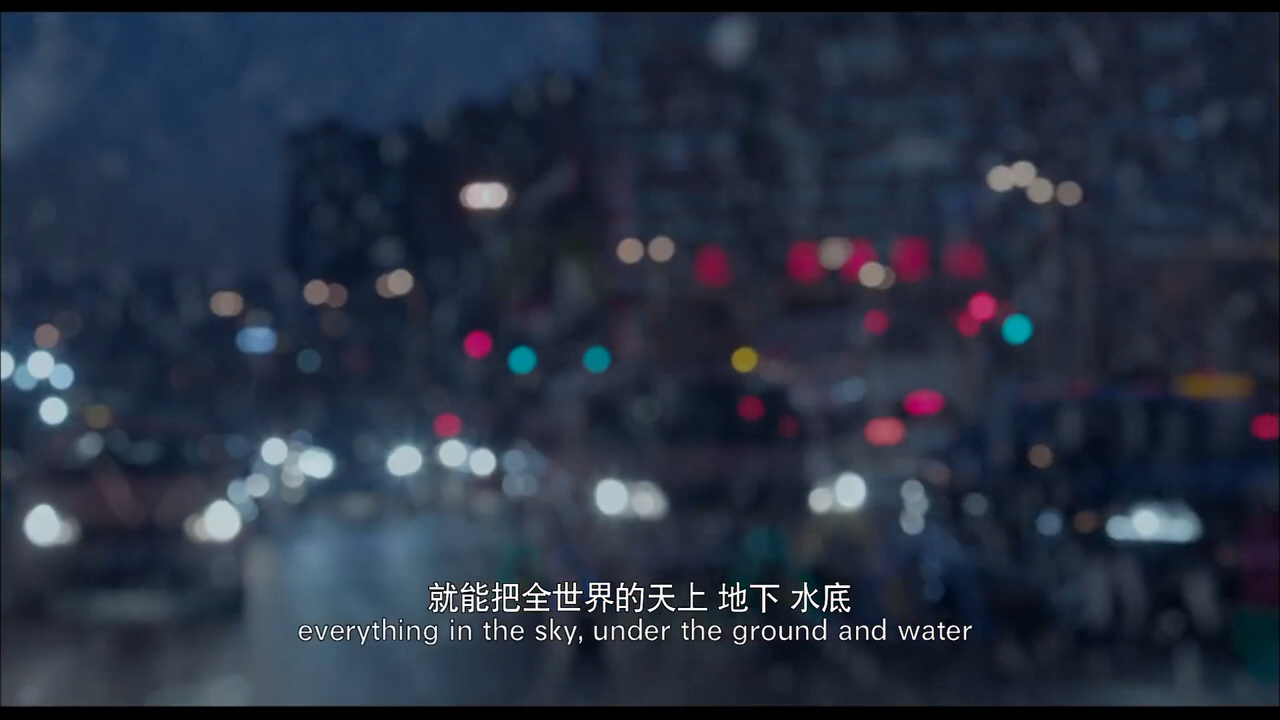 就能把全世界的天上 地下 水底
everything in the sky, under the ground and water